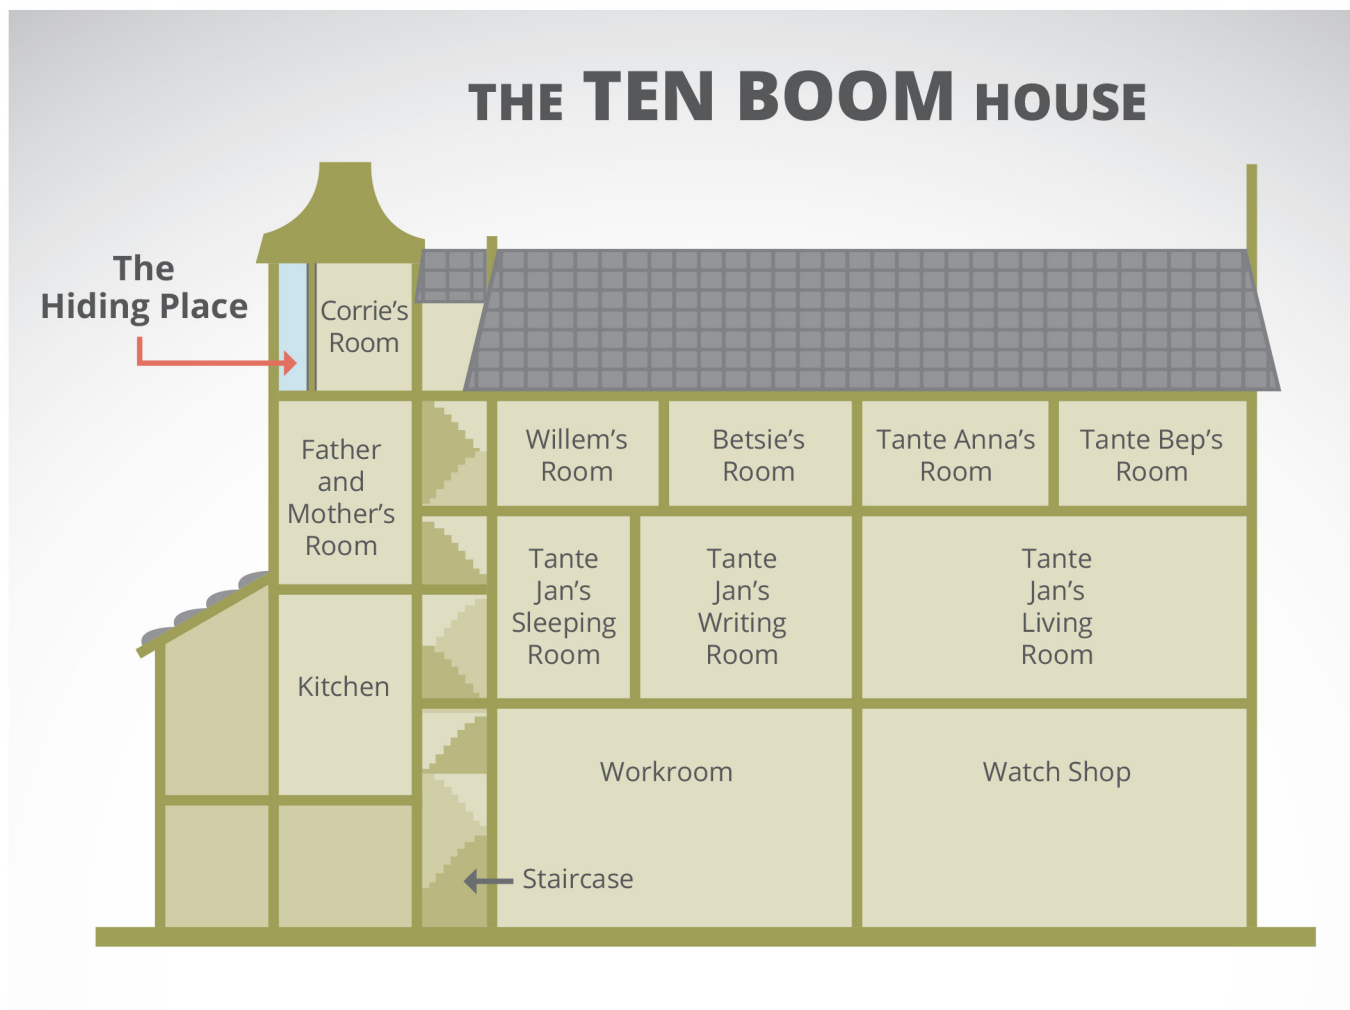 THE TEN BOOM HOUSE
The
Hiding Place
Corrie’s
Room
Father
and
Mother’s
Room
Willem’s
Room
Betsie’s
Room
Tante Anna’s
Room
Tante Bep’s
Room
Tante
Jan’s
Sleeping
Room
Tante
Jan’s
Writing
Room
Tante
Jan’s
Living
Room
Kitchen
Workroom
Watch Shop
Staircase